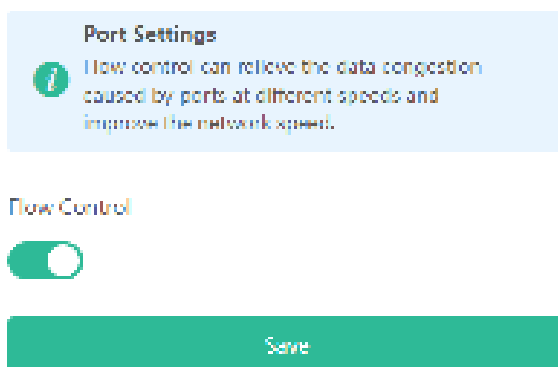 Port Settings
Flow control can relieve the data congestion
caused by ports at different speeds and
improve the network speed.
Flow Control
Save